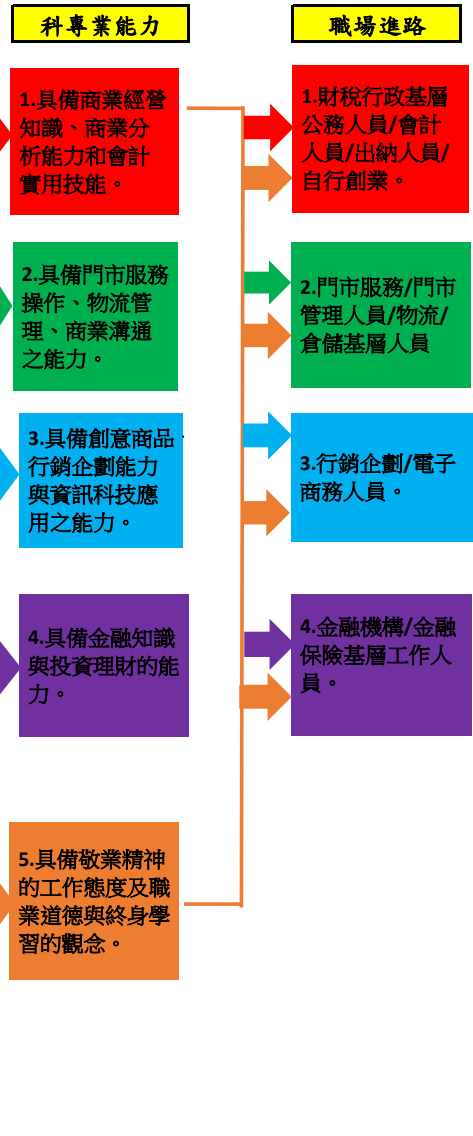 科專業能力
職場進路
1.具備商業經營
知識、商業分
析能力和會計
實用技能。
1.財稅行政基層
公務人員/會計
人員/出納人員/
自行創業。
2.具備門市服務
操作、物流管
理、商業溝通
之能力。
2.門市服務/門市
管理人員/物流/
倉儲基層人員
3.具備創意商品
行銷企劃能力
與資訊科技應
用之能力。
3.行銷企劃/電子
商務人員。
4.具備金融知識
與投資理財的能
力。
4.金融機構/金融
保險基層工作人
員。
5.具備敬業精神
的工作態度及職
業道德與終身學
習的觀念。